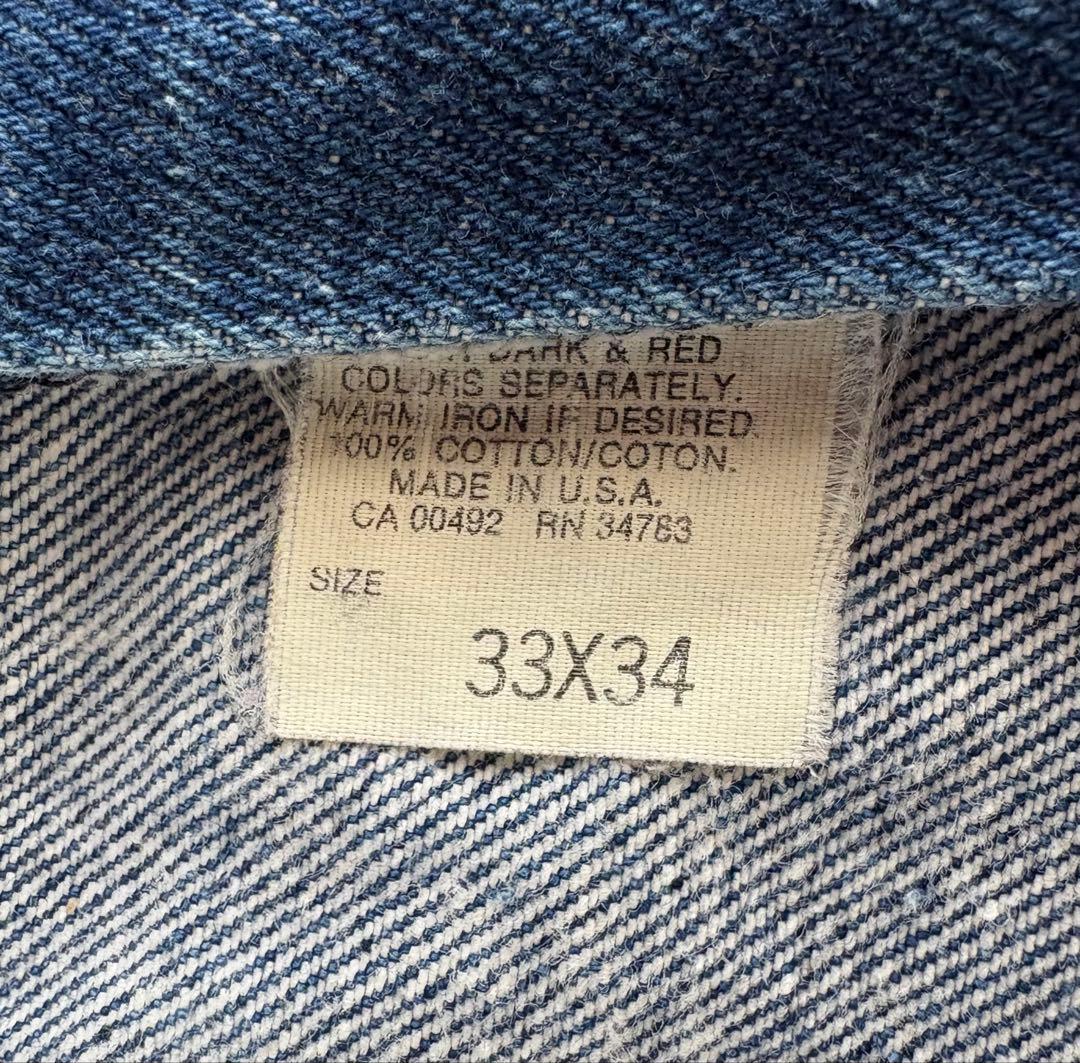 DARK & RED
COLORS SEPARATELY.
WARM IRON IF DESIRED.
100% COTTON/COTON.
MADE IN U.S.A.
CA 00492 RN 34783
SIZE
33X34